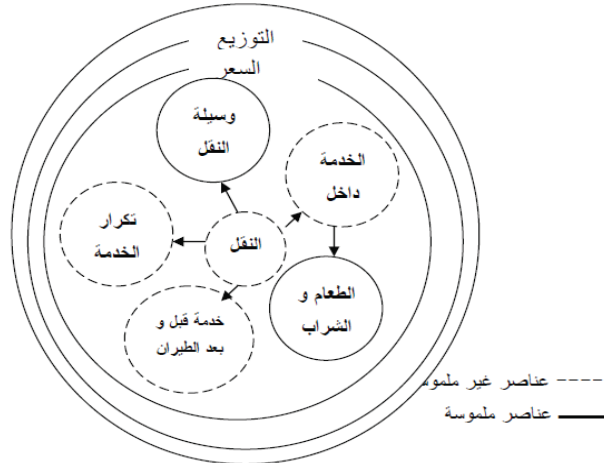 التوزيع
السعر
وسيلة
النقل
الخدمة
داخل
تكرار
الخدمة
النقل
الطعام و
الشراب
خدمة قبل و
بعد الطيران
عناصر غير ملمو
عناصر ملموسة